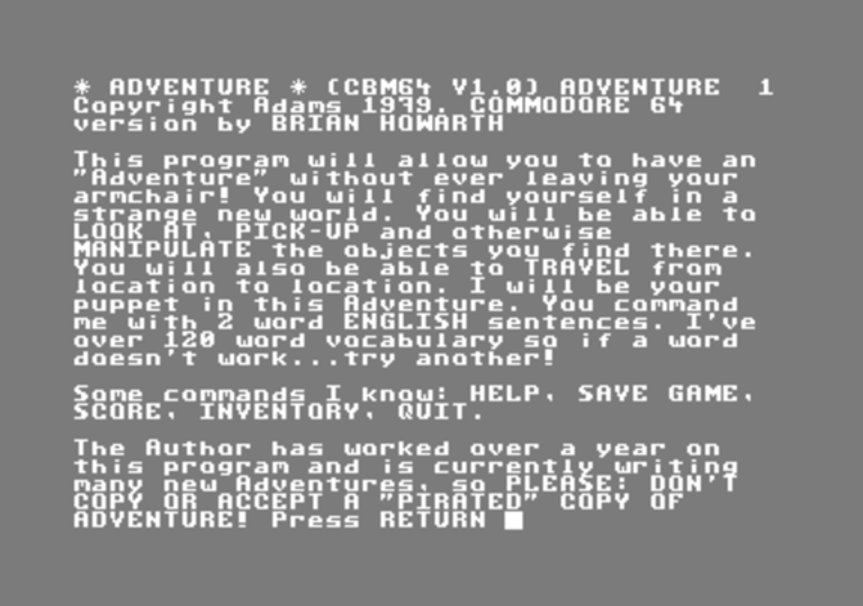 * ADVENTURE * (CBM64 V1.0) ADVENTURE 1
Copyright Adams 1979. COMMODORE 64
version by BRIAN HOWARTH
This program will allow you to have an
"Adventure" without ever leaving your
armchair! You will find yourself in a
strange new world. You will be able to
LOOK AT, PICK-UP and otherwise
MANIPULATE the objects you find there.
You will also be able to TRAVEL from
location to location. I will be your
puppet in this Adventure. You command
me with 2 word ENGLISH sentences. I've
over 120 word vocabulary so if a word
doesn't work...try another!
Some commands I know: HELP, SAVE GAME,
SCORE, INVENTORY, QUIT.
The Author has worked over a year on
this program and is currently writing
many new Adventures, so PLEASE: DON'T
COPY OR ACCEPT A "PIRATED" COPY OF
ADVENTURE! Press RETURN